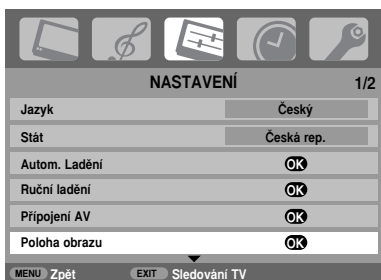 NASTAVENÍ 1/2
Jazyk Český
Stát Česká rep.
Autom. Ladění OK
Ruční ladění OK
Přípojení AV OK
Poloha obrazu OK
MENU Zpět EXIT Sledování TV